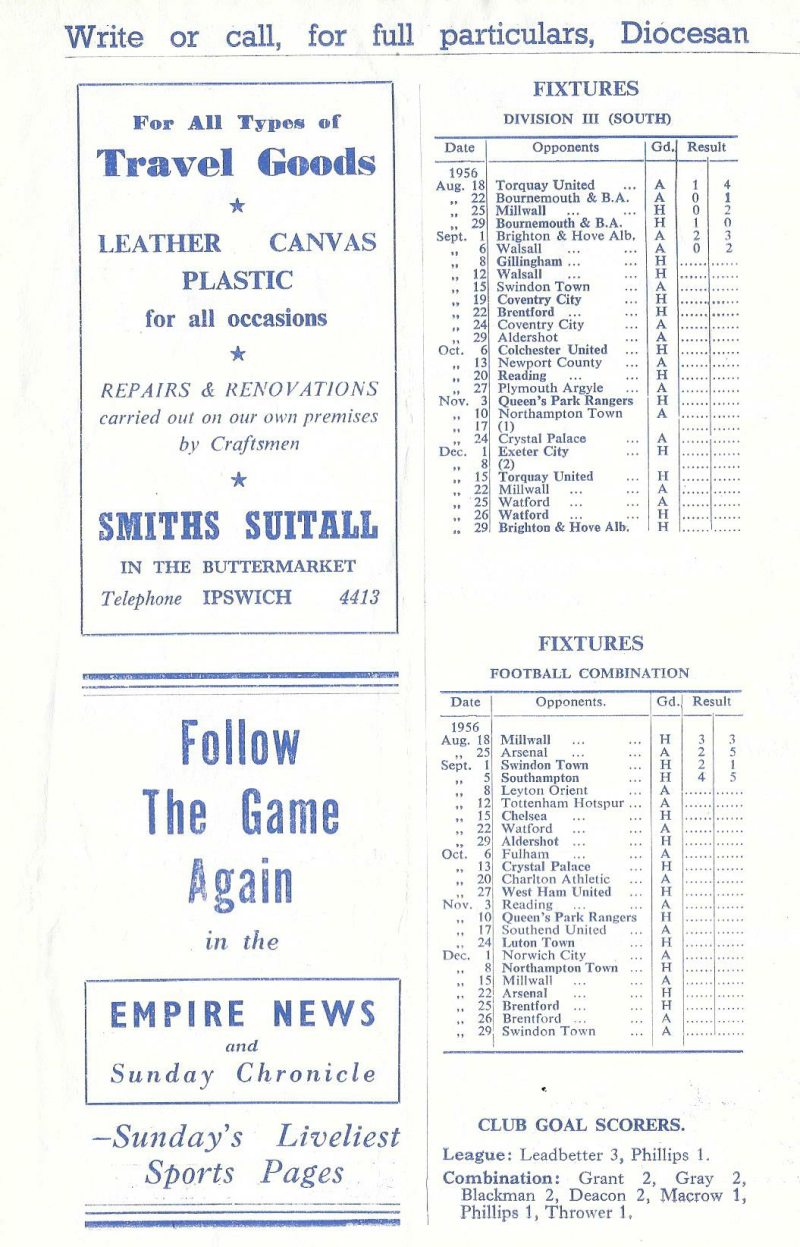 Write or call, for full particulars, Diocesan
For All Types of
Travel Goods
★
LEATHER CANVAS
PLASTIC
for all occasions
★
REPAIRS & RENOVATIONS
carried out on our own premises
by Craftsmen
★
SMITHS SUITALL
IN THE BUTTERMARKET
Telephone IPSWICH 4413
Follow
The Game
Again
in the
EMPIRE NEWS
and
Sunday Chronicle
—Sunday's Liveliest
Sports Pages
FIXTURES
DIVISION III (SOUTH)
Date Opponents Gd. Result
1956
Aug. 18 Torquay United ... A 1 4
,, 22 Bournemouth & B.A. A 0 1
,, 25 Millwall ... ... H 0 2
,, 29 Bournemouth & B.A. H 1 0
Sept. 1 Brighton & Hove Alb. A 2 3
,, 6 Walsall ... ... A 0 2
,, 8 Gillingham ... ... H ...... ......
,, 12 Walsall ... ... H ...... ......
,, 15 Swindon Town ... A ...... ......
,, 19 Coventry City ... H ...... ......
,, 22 Brentford ... ... H ...... ......
,, 24 Coventry City ... A ...... ......
,, 29 Aldershot ... ... A ...... ......
Oct. 6 Colchester United ... H ...... ......
,, 13 Newport County ... A ...... ......
,, 20 Reading ... ... H ...... ......
,, 27 Plymouth Argyle ... A ...... ......
Nov. 3 Queen's Park Rangers H ...... ......
,, 10 Northampton Town A ...... ......
,, 17 (1) ...... ......
,, 24 Crystal Palace ... A ...... ......
Dec. 1 Exeter City ... H ...... ......
,, 8 (2) ...... ......
,, 15 Torquay United ... H ...... ......
,, 22 Millwall ... ... A ...... ......
,, 25 Watford ... ... A ...... ......
,, 26 Watford ... ... H ...... ......
,, 29 Brighton & Hove Alb. H ...... ......
FIXTURES
FOOTBALL COMBINATION
Date Opponents. Gd. Result
1956
Aug. 18 Millwall ... ... H 3 3
,, 25 Arsenal ... ... A 2 5
Sept. 1 Swindon Town ... H 2 1
,, 5 Southampton ... H 4 5
,, 8 Leyton Orient ... A ...... ......
,, 12 Tottenham Hotspur ... A ...... ......
,, 15 Chelsea ... ... H ...... ......
,, 22 Watford ... ... A ...... ......
,, 29 Aldershot ... ... H ...... ......
Oct. 6 Fulham ... ... A ...... ......
,, 13 Crystal Palace ... H ...... ......
,, 20 Charlton Athletic ... A ...... ......
,, 27 West Ham United ... H ...... ......
Nov. 3 Reading ... ... A ...... ......
,, 10 Queen's Park Rangers H ...... ......
,, 17 Southend United ... A ...... ......
,, 24 Luton Town ... H ...... ......
Dec. 1 Norwich City ... A ...... ......
,, 8 Northampton Town ... H ...... ......
,, 15 Millwall ... ... A ...... ......
,, 22 Arsenal ... ... H ...... ......
,, 25 Brentford ... ... H ...... ......
,, 26 Brentford ... ... A ...... ......
,, 29 Swindon Town ... A ...... ......
CLUB GOAL SCORERS.
League: Leadbetter 3, Phillips 1.
Combination: Grant 2, Gray 2,
Blackman 2, Deacon 2, Macrow 1,
Phillips 1, Thrower 1.